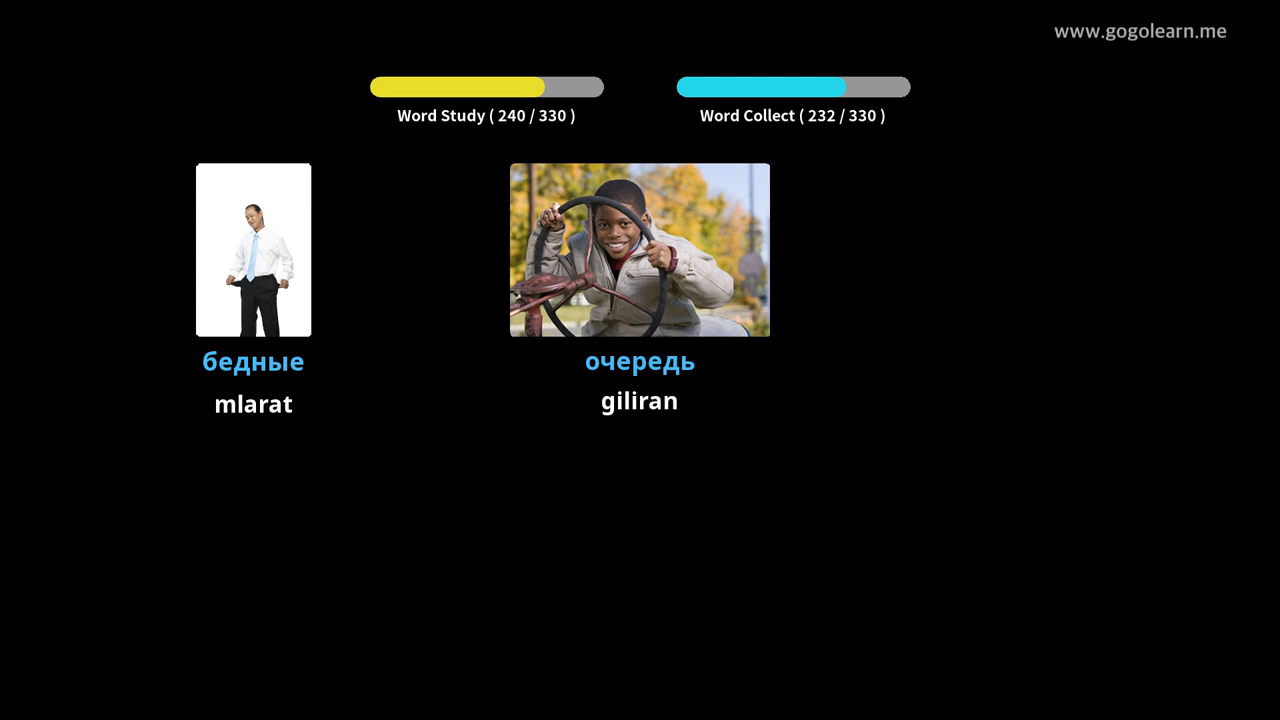 www.gogolearn.me
Word Study ( 240 / 330 )
Word Collect ( 232 / 330 )
бедные
mlarat
очередь
giliran